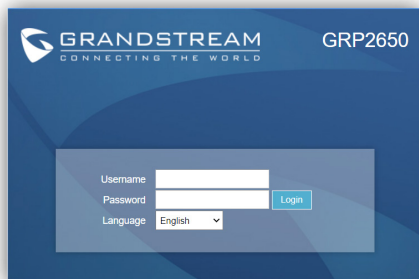 GRANDSTREAM
CONNECTING THE WORLD
GRP2650
Username
Password
Login
Language
English